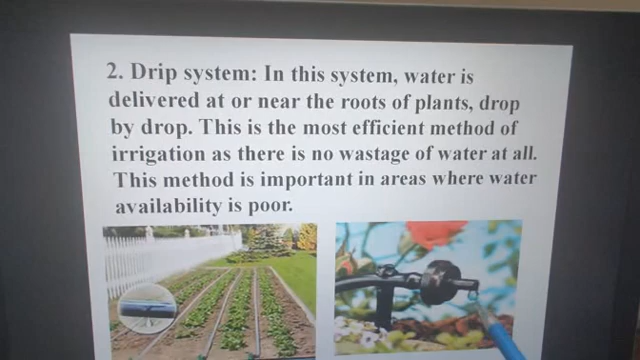 2. Drip system: In this system, water is
delivered at or near the roots of plants, drop
by drop. This is the most efficient method of
irrigation as there is no wastage of water at all.
This method is important in areas where water
availability is poor.